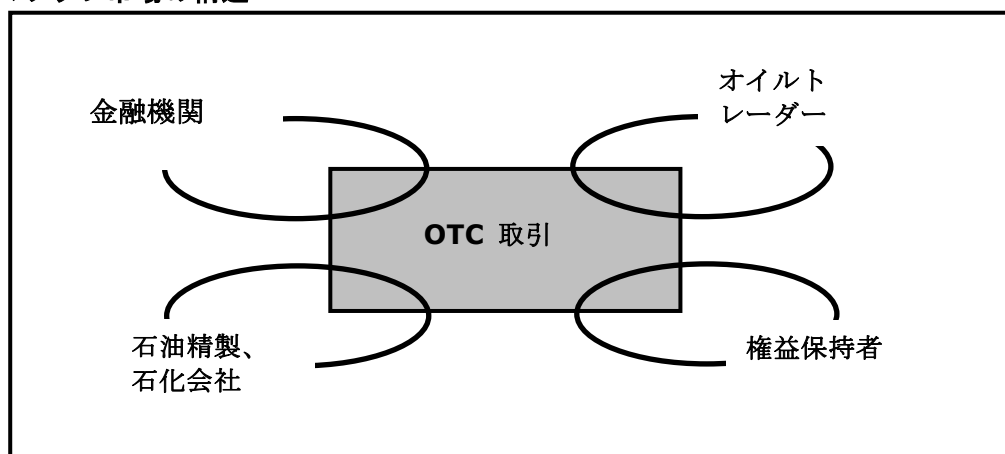 金融機関
オイルト
レーダー
OTC 取引
石油精製、
石化会社
権益保持者